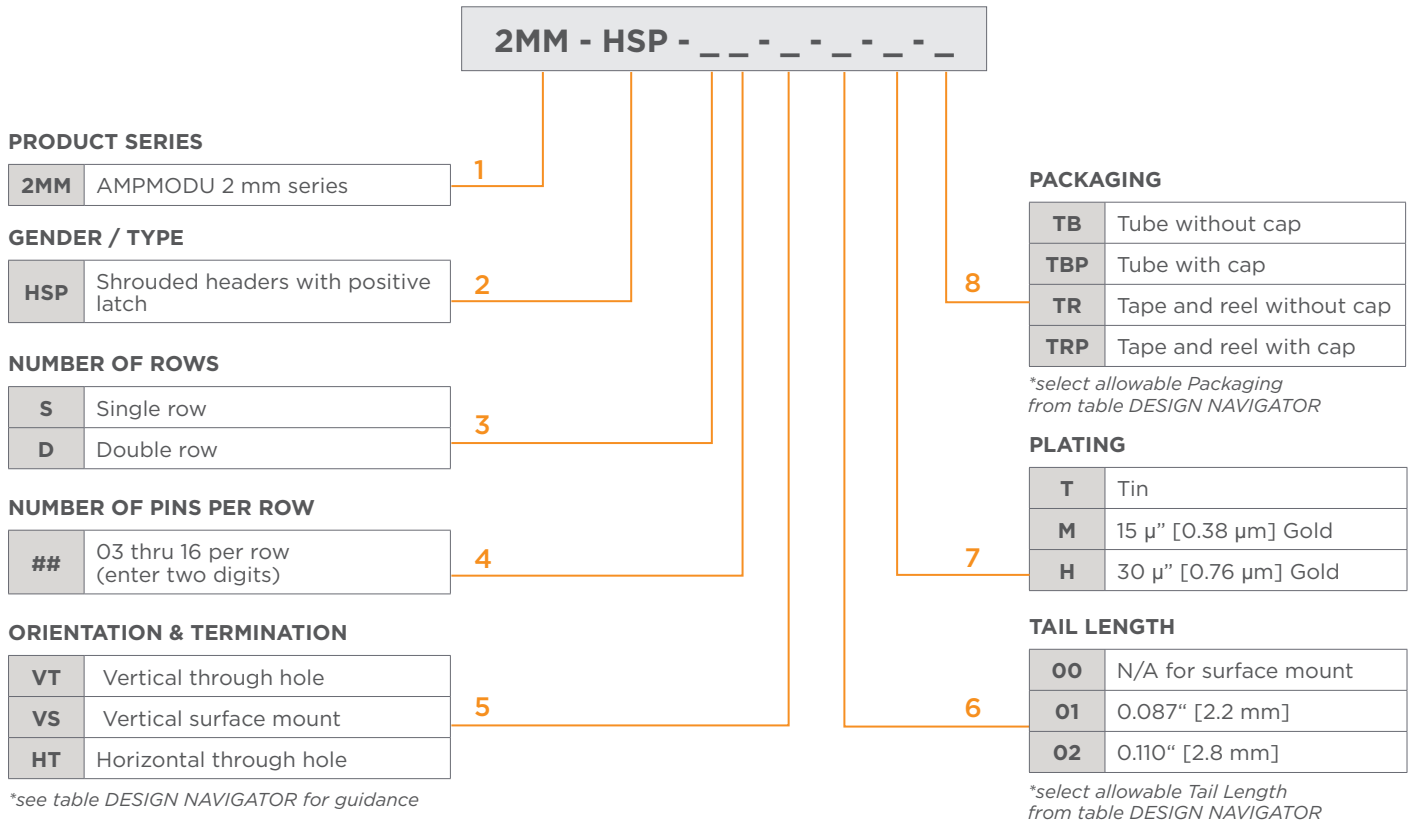 2MM - HSP - _ _ - _ - _ - _ - _
PRODUCT SERIES
2MM AMPMODU 2 mm series
1
GENDER / TYPE
HSP Shrouded headers with positive
latch
2
NUMBER OF ROWS
S Single row
D Double row
3
NUMBER OF PINS PER ROW
## 03 thru 16 per row
(enter two digits)
4
ORIENTATION & TERMINATION
VT Vertical through hole
VS Vertical surface mount
HT Horizontal through hole
5
*see table DESIGN NAVIGATOR for guidance
PACKAGING
TB Tube without cap
TBP Tube with cap
TR Tape and reel without cap
TRP Tape and reel with cap
8
*select allowable Packaging
from table DESIGN NAVIGATOR
PLATING
T Tin
M 15 µ” [0.38 µm] Gold
H 30 µ” [0.76 µm] Gold
7
TAIL LENGTH
00 N/A for surface mount
01 0.087“ [2.2 mm]
02 0.110“ [2.8 mm]
6
*select allowable Tail Length
from table DESIGN NAVIGATOR